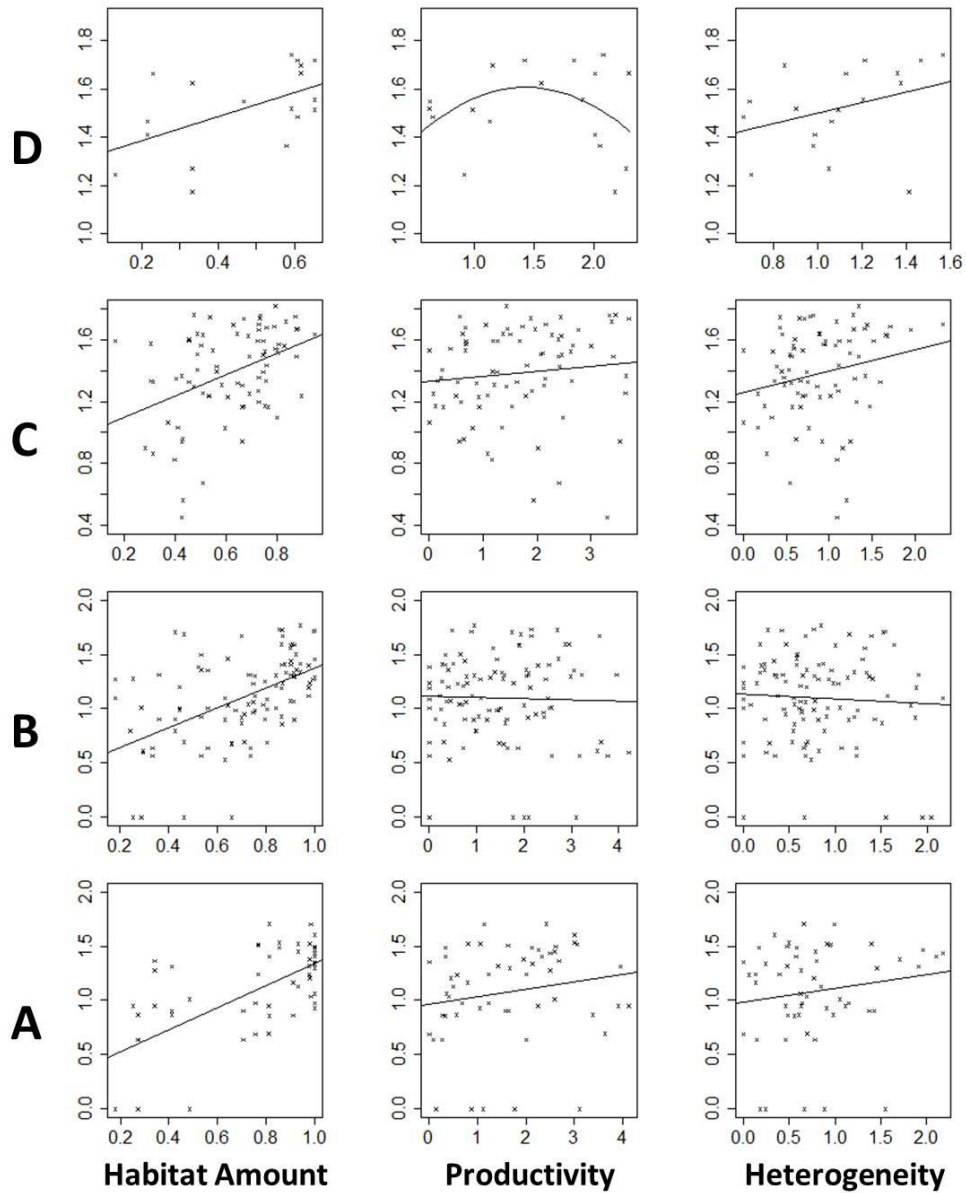 D
1.0 1.2 1.4 1.6 1.8
0.2 0.4 0.6
1.0 1.2 1.4 1.6 1.8
1.0 1.5 2.0
1.0 1.2 1.4 1.6 1.8
0.8 1.0 1.2 1.4 1.6
C
0.4 0.8 1.2 1.6
0.2 0.4 0.6 0.8
0.4 0.8 1.2 1.6
0 1 2 3
0.4 0.8 1.2 1.6
0.0 0.5 1.0 1.5 2.0
B
0.0 0.5 1.0 1.5 2.0
0.2 0.4 0.6 0.8 1.0
0.0 0.5 1.0 1.5 2.0
0 1 2 3 4
0.0 0.5 1.0 1.5 2.0
0.0 0.5 1.0 1.5 2.0
A
0.0 0.5 1.0 1.5 2.0
0.2 0.4 0.6 0.8 1.0
0.0 0.5 1.0 1.5 2.0
0 1 2 3 4
0.0 0.5 1.0 1.5 2.0
0.0 0.5 1.0 1.5 2.0
Habitat Amount Productivity Heterogeneity